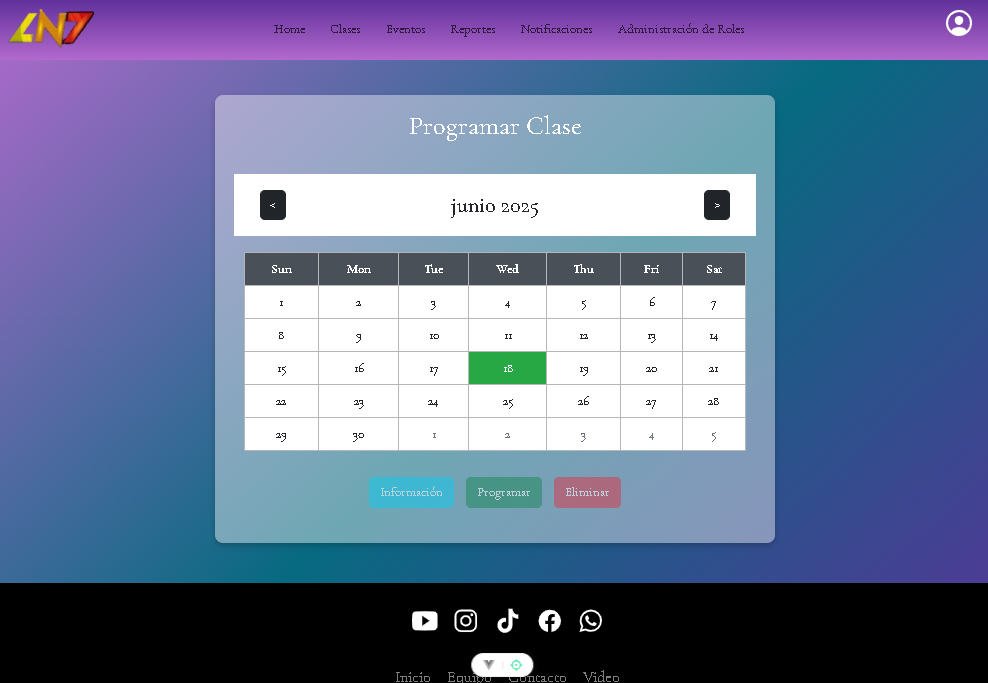 LN7
Home Clases Eventos Reportes Notificaciones Administración de Roles
Programar Clase
< junio 2025 >
Sun Mon Tue Wed Thu Fri Sat
1 2 3 4 5 6 7
8 9 10 11 12 13 14
15 16 17 18 19 20 21
22 23 24 25 26 27 28
29 30 1 2 3 4 5
Información Programar Eliminar
Inicio Equipo Contacto Video